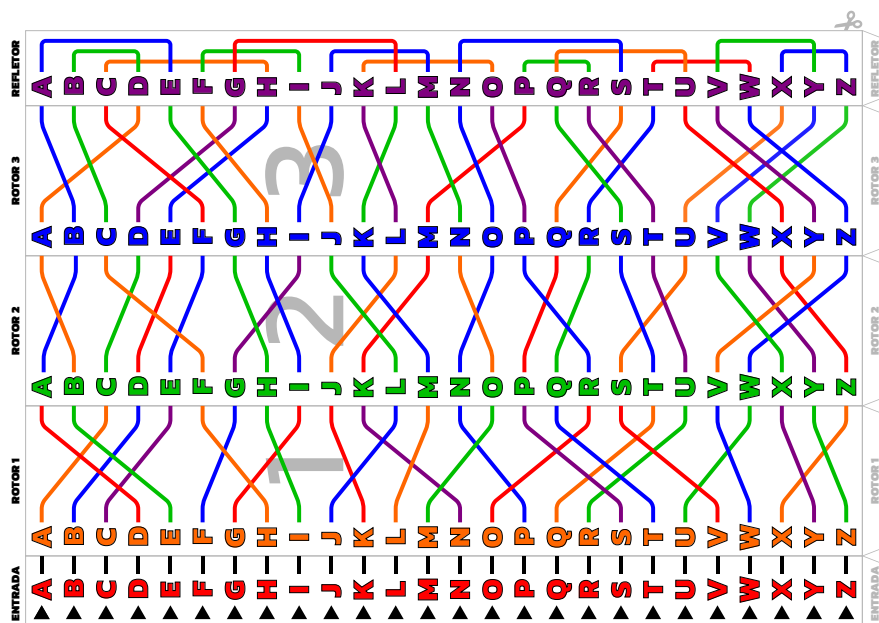 REFLETOR A B C D E F G H I J K L M N O P Q R S T U V W X Y Z REFLETOR
ROTOR 3 3 ROTOR 3
A B C D E F G H I J K L M N O P Q R S T U V W X Y Z
ROTOR 2 2 ROTOR 2
A B C D E F G H I J K L M N O P Q R S T U V W X Y Z
ROTOR 1 1 ROTOR 1
A B C D E F G H I J K L M N O P Q R S T U V W X Y Z
ENTRADA A B C D E F G H I J K L M N O P Q R S T U V W X Y Z ENTRADA